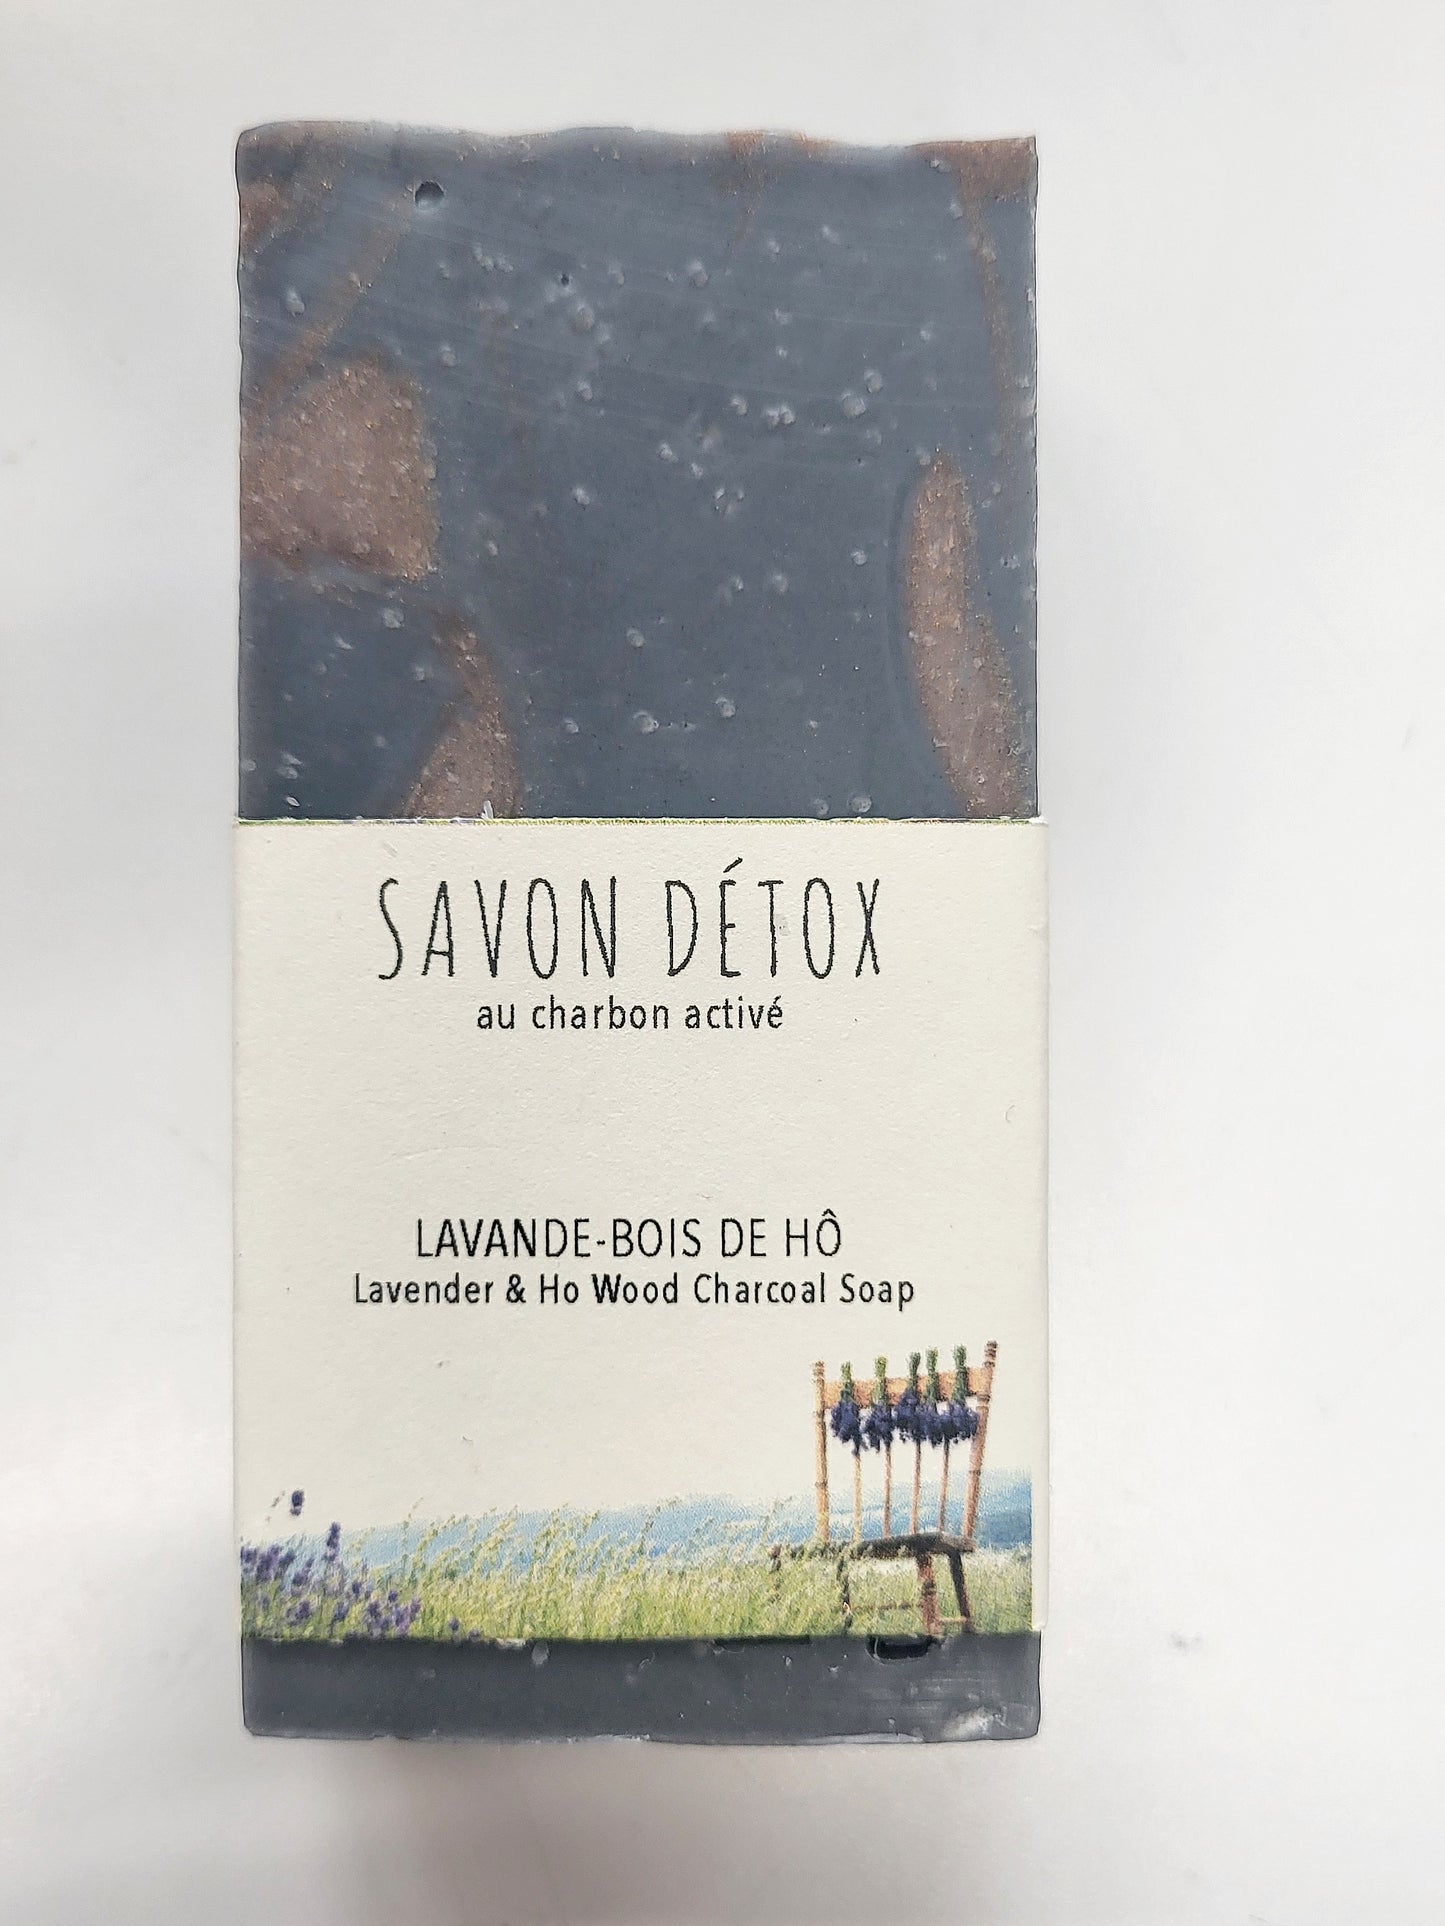 SAVON DÉTOX
au charbon activé
LAVANDE-BOIS DE HÔ
Lavender & Ho Wood Charcoal Soap